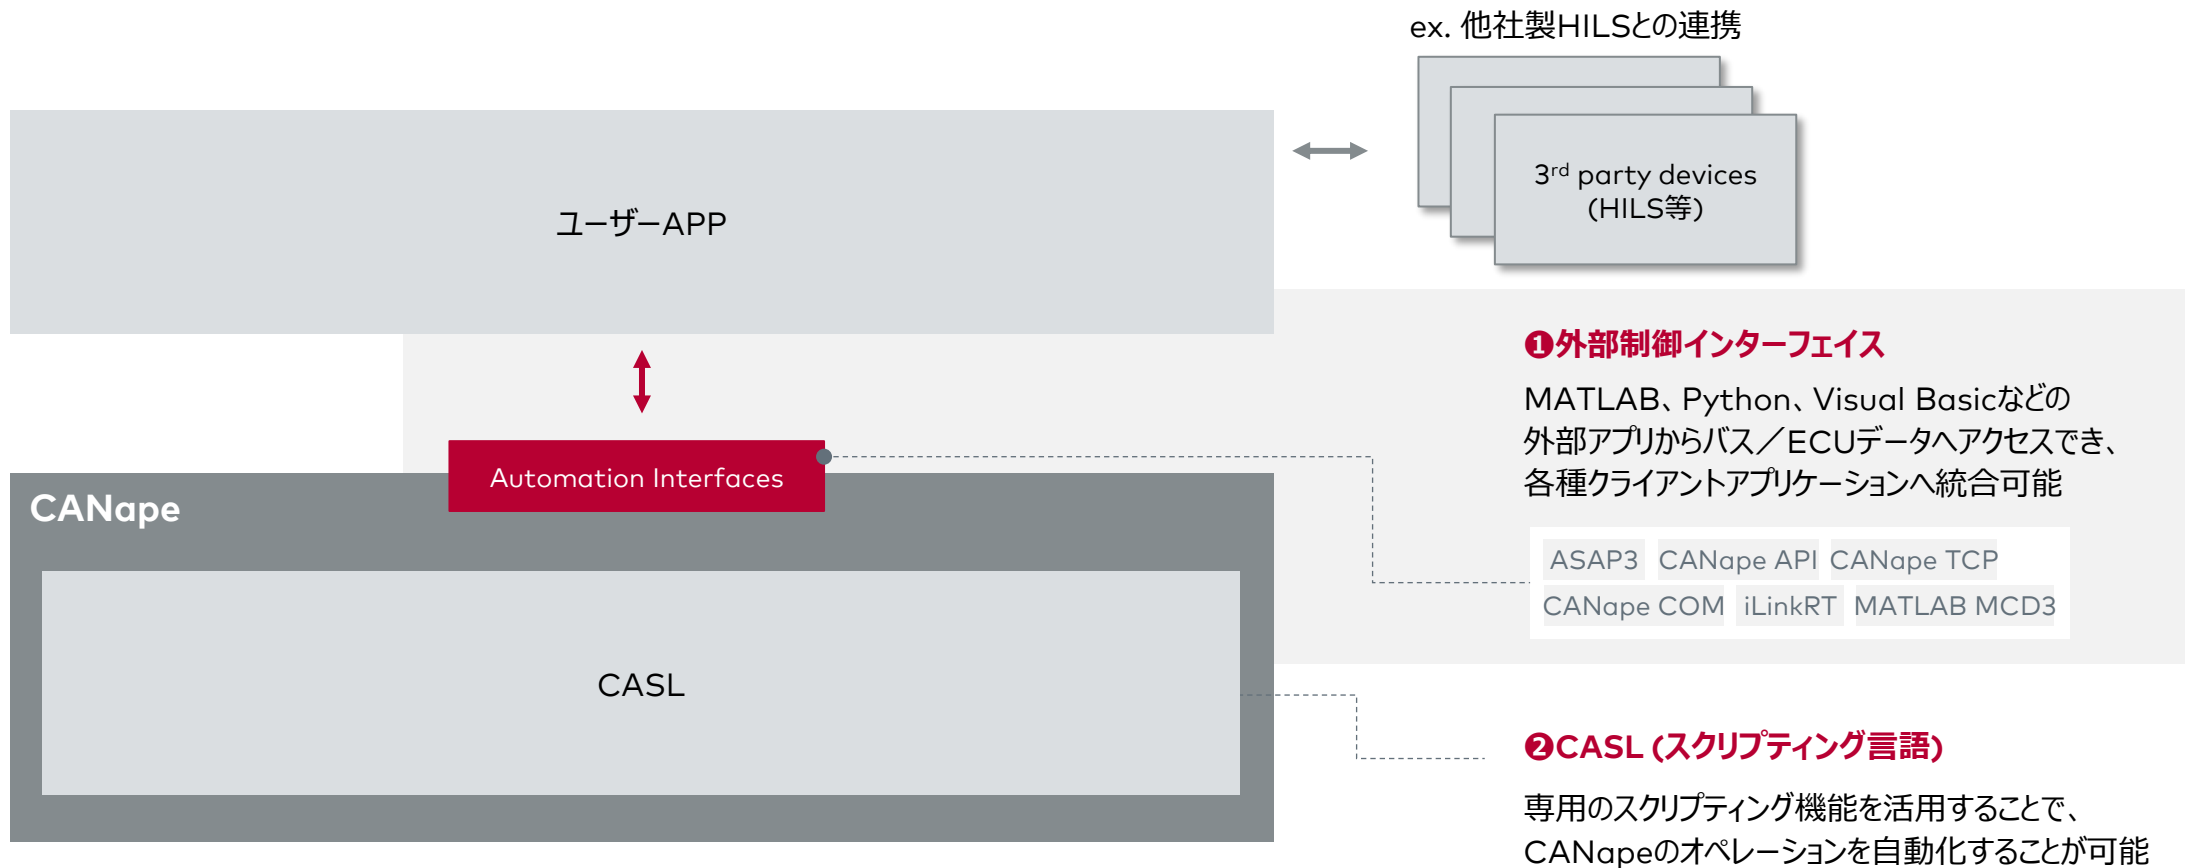 ex. 他社製HILSとの連携
3rd party devices
(HILS等)
ユーザーAPP
❶外部制御インターフェイス
MATLAB、Python、Visual Basicなどの
外部アプリからバス／ECUデータへアクセスでき、
各種クライアントアプリケーションへ統合可能
Automation Interfaces
CANape
ASAP3 CANape API CANape TCP
CANape COM iLinkRT MATLAB MCD3
CASL
❷CASL (スクリプティング言語)
専用のスクリプティング機能を活用することで、
CANapeのオペレーションを自動化することが可能